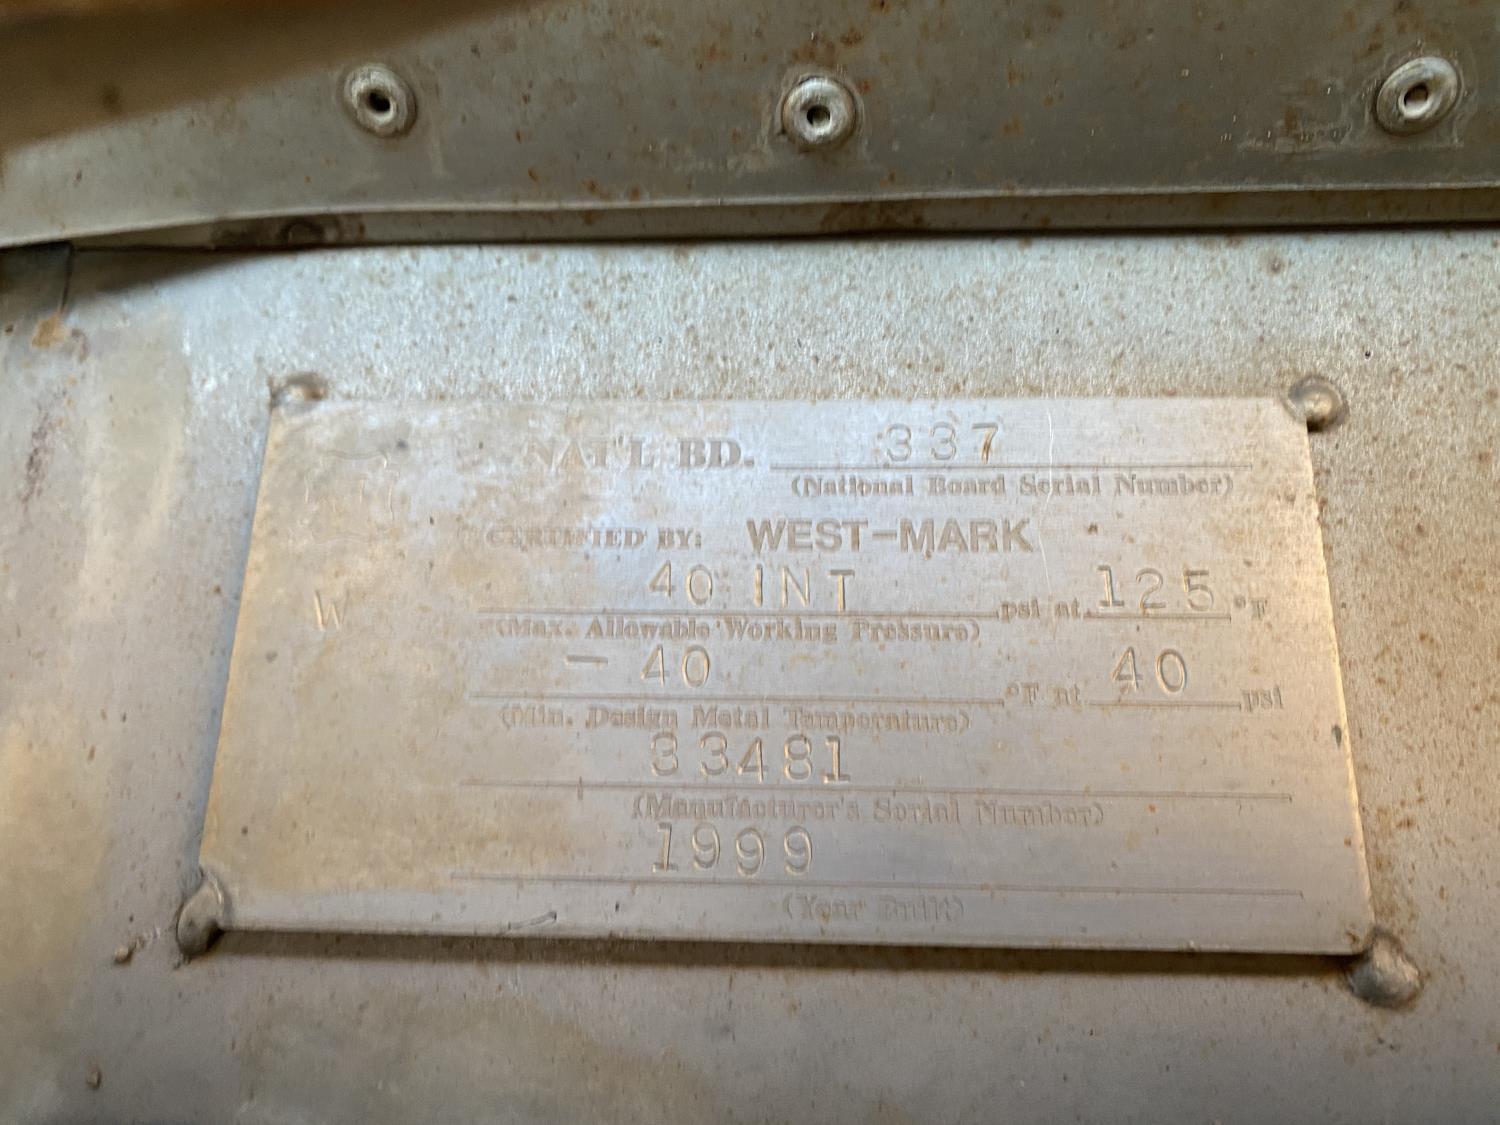 NAT'L BD. 337
(National Board Serial Number)
CERTIFIED BY: WEST-MARK
40 INT psi at 125 °F
(Max. Allowable Working Pressure)
W
- 40 °F at 40 psi
(Min. Design Metal Temperature)
33481
(Manufacturer's Serial Number)
1999
(Year Built)